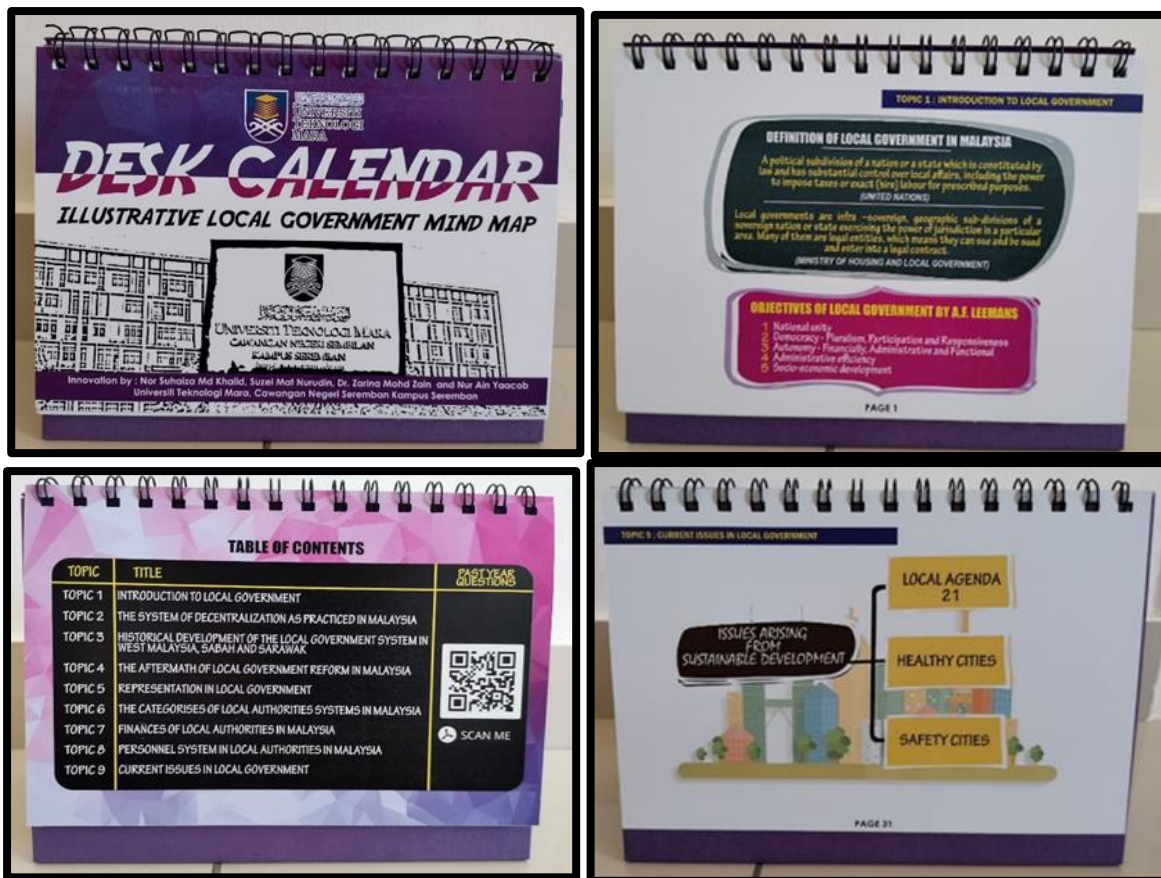 UNIVERSITI
TEKNOLOGI
MARA
DESK CALENDAR
ILLUSTRATIVE LOCAL GOVERNMENT MIND MAP
UNIVERSITI TEKNOLOGI MARA
CAWANGAN NEGERI SEMBILAN
KAMPUS SEREMBAN
Innovation by : Nor Suhaiza Md Khalid, Suzei Mat Nurudin, Dr. Zarina Mohd Zain and Nur Ain Yaacob
Universiti Teknologi Mara, Cawangan Negeri Seremban Kampus Seremban
TOPIC 1 : INTRODUCTION TO LOCAL GOVERNMENT
DEFINITION OF LOCAL GOVERNMENT IN MALAYSIA
A political subdivision of a nation or a state which is constituted by
law and has substantial control over local affairs, including the power
to impose taxes or exact (hire) labour for prescribed purposes.
(UNITED NATIONS)
Local governments are infra –sovereign, geographic sub-divisions of a
sovereign nation or state exercising the power of jurisdiction in a particular
area. Many of them are legal entities, which means they can sue and be sued
and enter into a legal contract.
(MINISTRY OF HOUSING AND LOCAL GOVERNMENT)
OBJECTIVES OF LOCAL GOVERNMENT BY A.F. LEEMANS
1 National unity
2 Democracy - Pluralism, Participation and Responsiveness
3 Autonomy - Financially, Administrative and Functional
4 Administrative efficiency
5 Socio-economic development
PAGE 1
TABLE OF CONTENTS
TOPIC TITLE PAST YEAR
QUESTIONS
TOPIC 1 INTRODUCTION TO LOCAL GOVERNMENT
TOPIC 2 THE SYSTEM OF DECENTRALIZATION AS PRACTICED IN MALAYSIA
TOPIC 3 HISTORICAL DEVELOPMENT OF THE LOCAL GOVERNMENT SYSTEM IN
WEST MALAYSIA, SABAH AND SARAWAK
TOPIC 4 THE AFTERMATH OF LOCAL GOVERNMENT REFORM IN MALAYSIA
TOPIC 5 REPRESENTATION IN LOCAL GOVERNMENT
TOPIC 6 THE CATEGORISES OF LOCAL AUTHORITIES SYSTEMS IN MALAYSIA
TOPIC 7 FINANCES OF LOCAL AUTHORITIES IN MALAYSIA
TOPIC 8 PERSONNEL SYSTEM IN LOCAL AUTHORITIES IN MALAYSIA
TOPIC 9 CURRENT ISSUES IN LOCAL GOVERNMENT
SCAN ME
TOPIC 9 : CURRENT ISSUES IN LOCAL GOVERNMENT
ISSUES ARISING
FROM
SUSTAINABLE DEVELOPMENT
LOCAL AGENDA
21
HEALTHY CITIES
SAFETY CITIES
PAGE 31